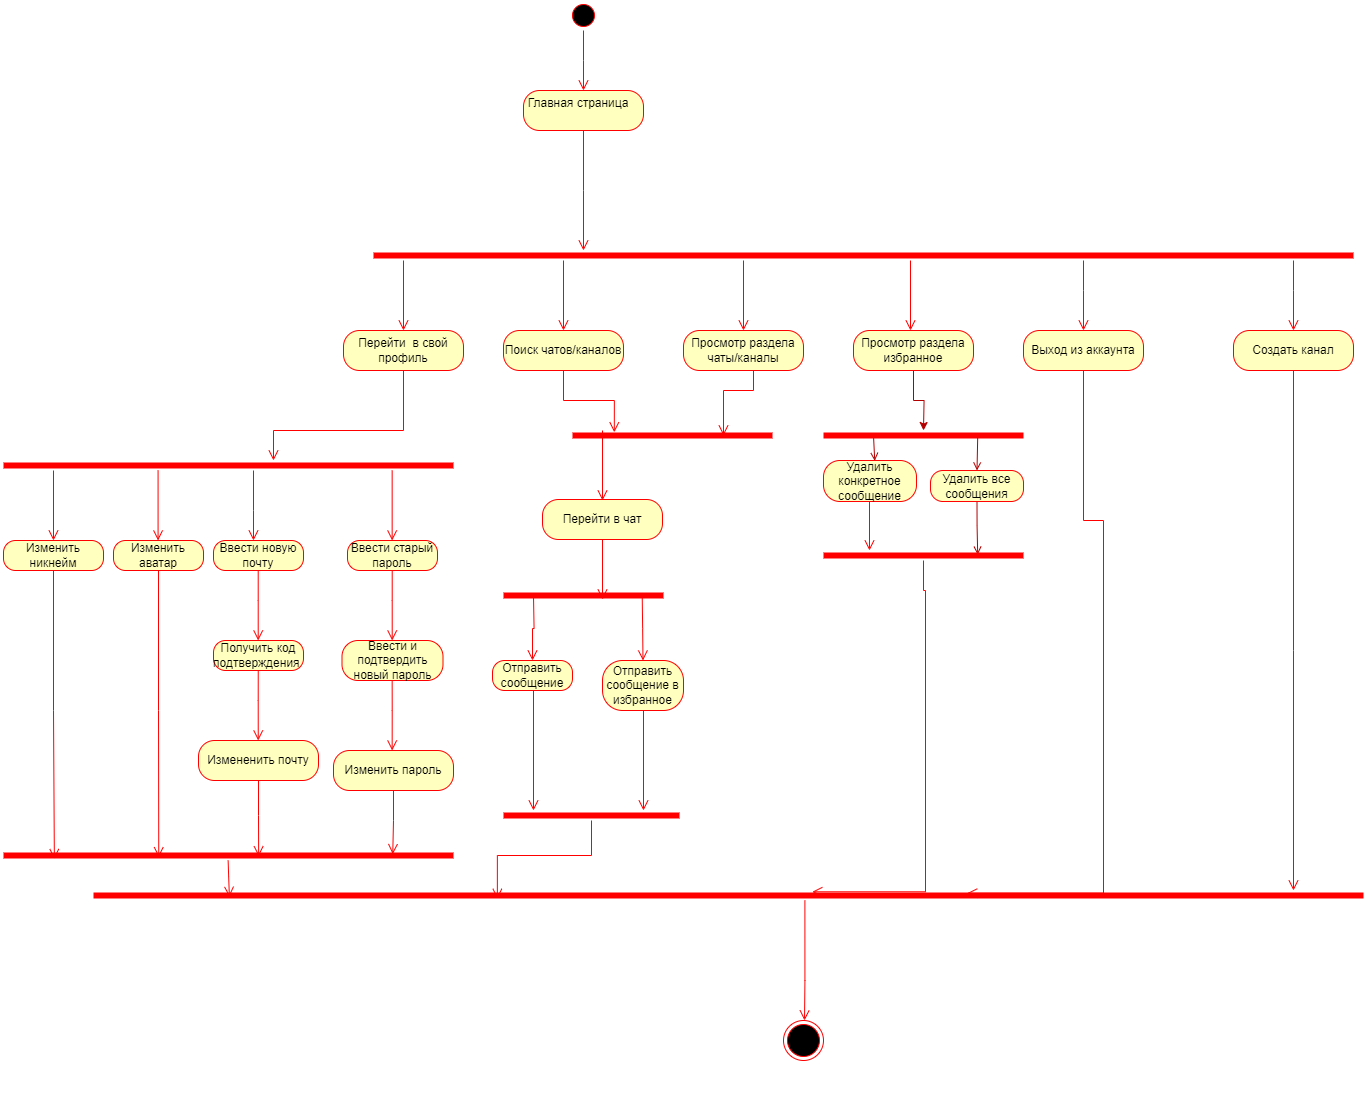 Главная страница
Перейти в свой
профиль
Поиск чатов/каналов
Просмотр раздела
чаты/каналы
Просмотр раздела
избранное
Выход из аккаунта
Создать канал
Удалить
конкретное
сообщение
Удалить все
сообщения
Перейти в чат
Изменить
никнейм
Изменить
аватар
Ввести новую
почту
Ввести старый
пароль
Получить код
подтверждения
Ввести и
подтвердить
новый пароль
Отправить
сообщение
Отправить
сообщение в
избранное
Измененить почту
Изменить пароль